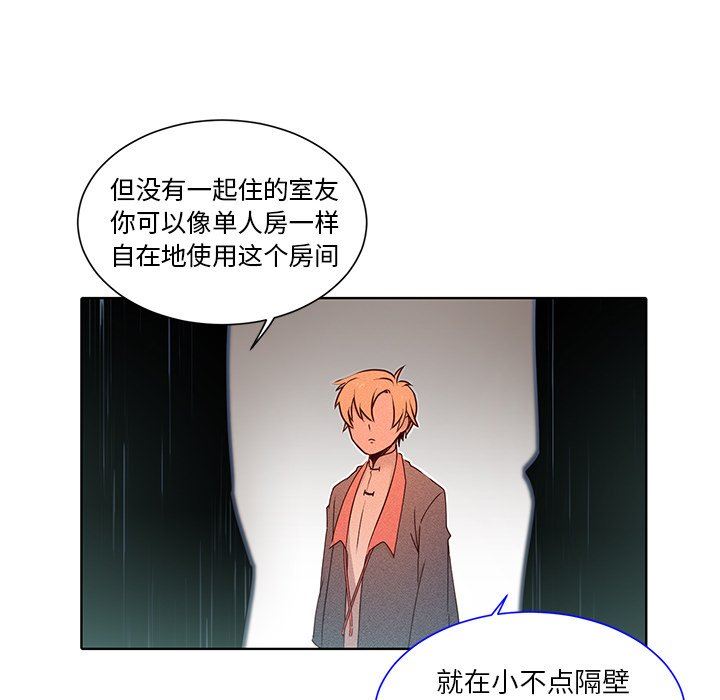 但没有一起住的室友
你可以像单人房一样
自在地使用这个房间
就在小不点隔壁